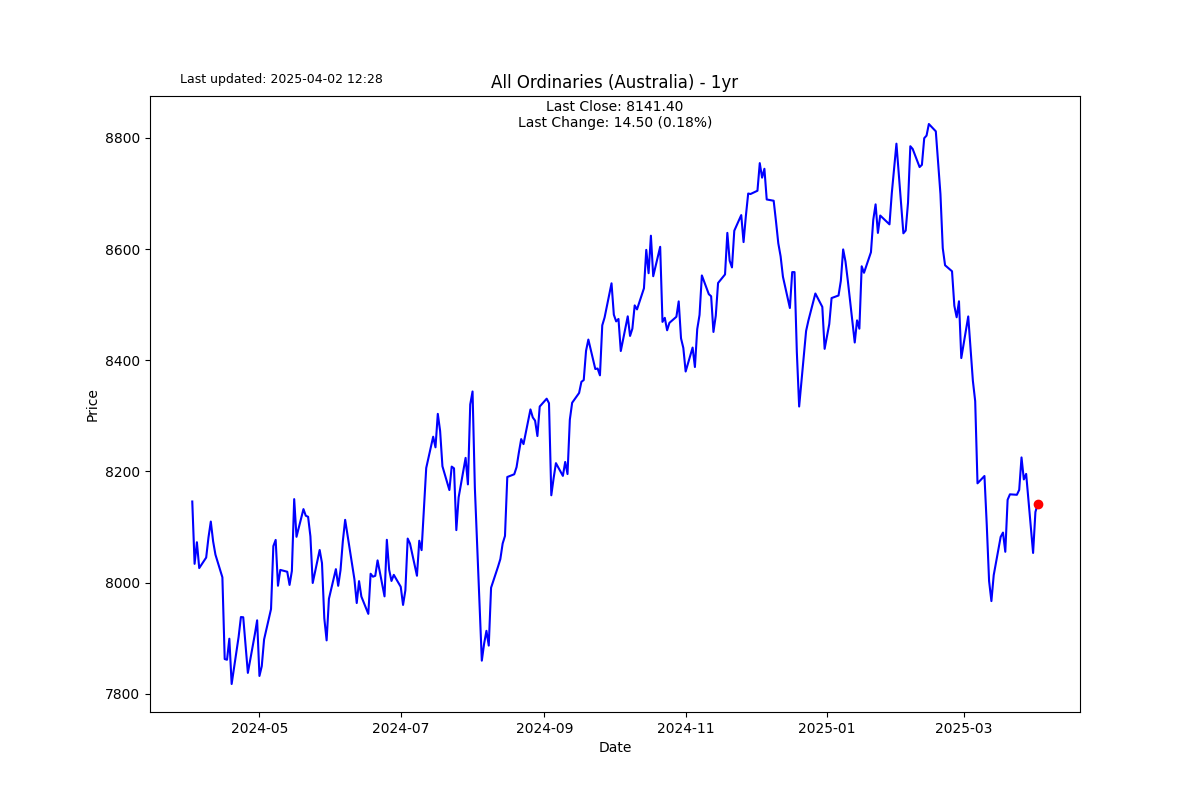 Last updated: 2025-04-02 12:28
All Ordinaries (Australia) - 1yr
Last Close: 8141.40
Last Change: 14.50 (0.18%)
8800
8600
8400
8200
8000
7800
Price
2024-05 2024-07 2024-09 2024-11 2025-01 2025-03
Date